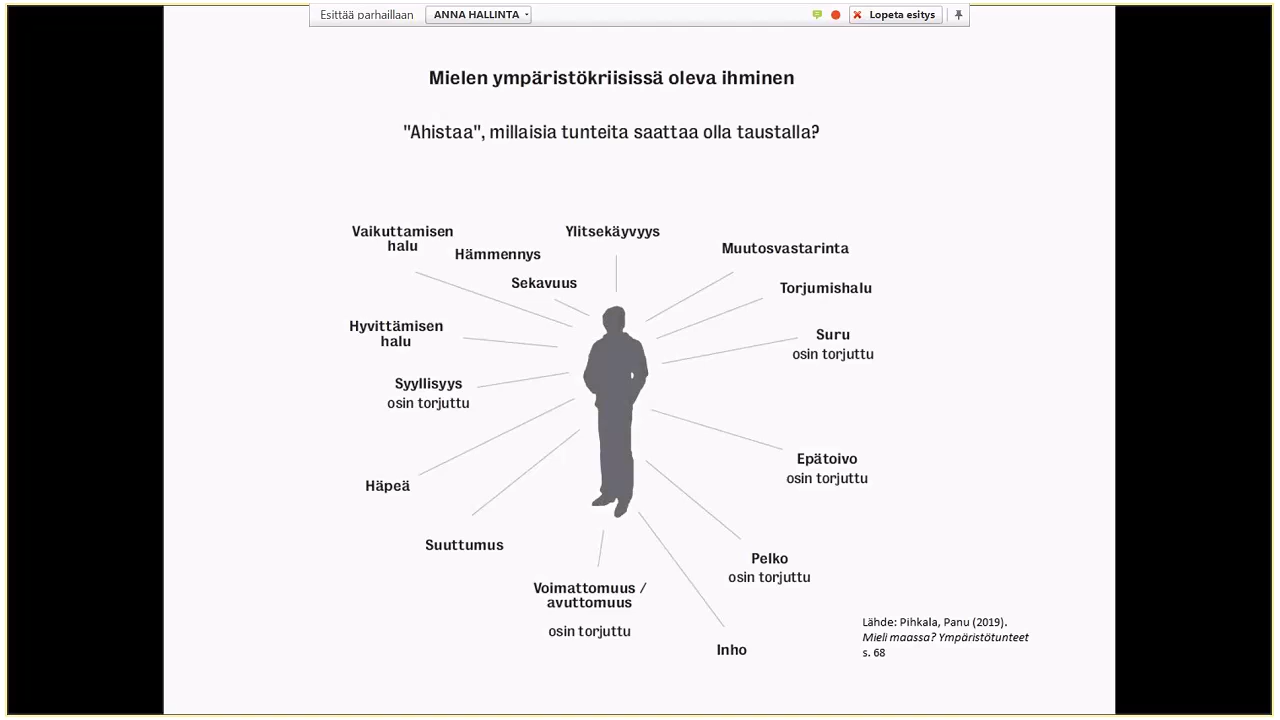 Esittää parhaillaan
ANNA HALLINTA
Lopeta esitys
Mielen ympäristökriisissä oleva ihminen
"Ahistaa", millaisia tunteita saattaa olla taustalla?
Vaikuttamisen
halu
Hämmennys
Sekavuus
Ylitsekäyvyys
Muutosvastarinta
Torjumishalu
Hyvittämisen
halu
Suru
osin torjuttu
Syyllisyys
osin torjuttu
Häpeä
Epätoivo
osin torjuttu
Suuttumus
Pelko
osin torjuttu
Voimattomuus /
avuttomuus
osin torjuttu
Inho
Lähde: Pihkala, Panu (2019).
Mieli maassa? Ympäristötunteet
s. 68